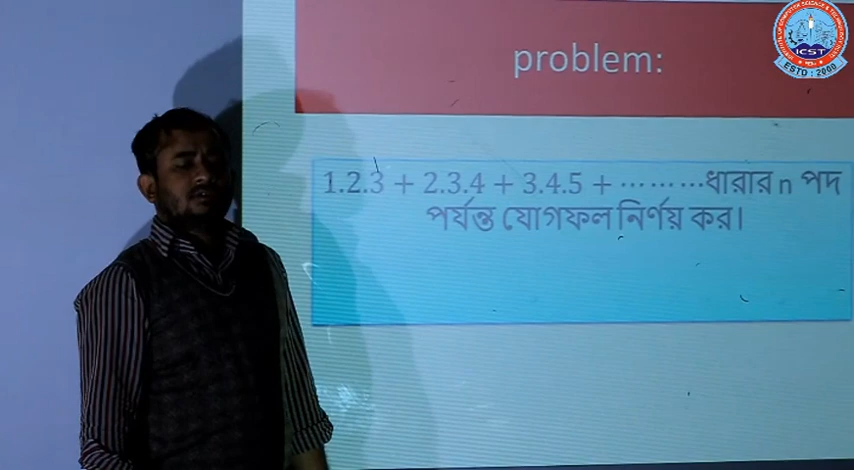 problem:
ICST
ESTD : 2000
1.2.3 + 2.3.4 + 3.4.5 + ⋯ ⋯ ⋯ধারার n পদ
পর্যন্ত যোগফল নির্ণয় কর।